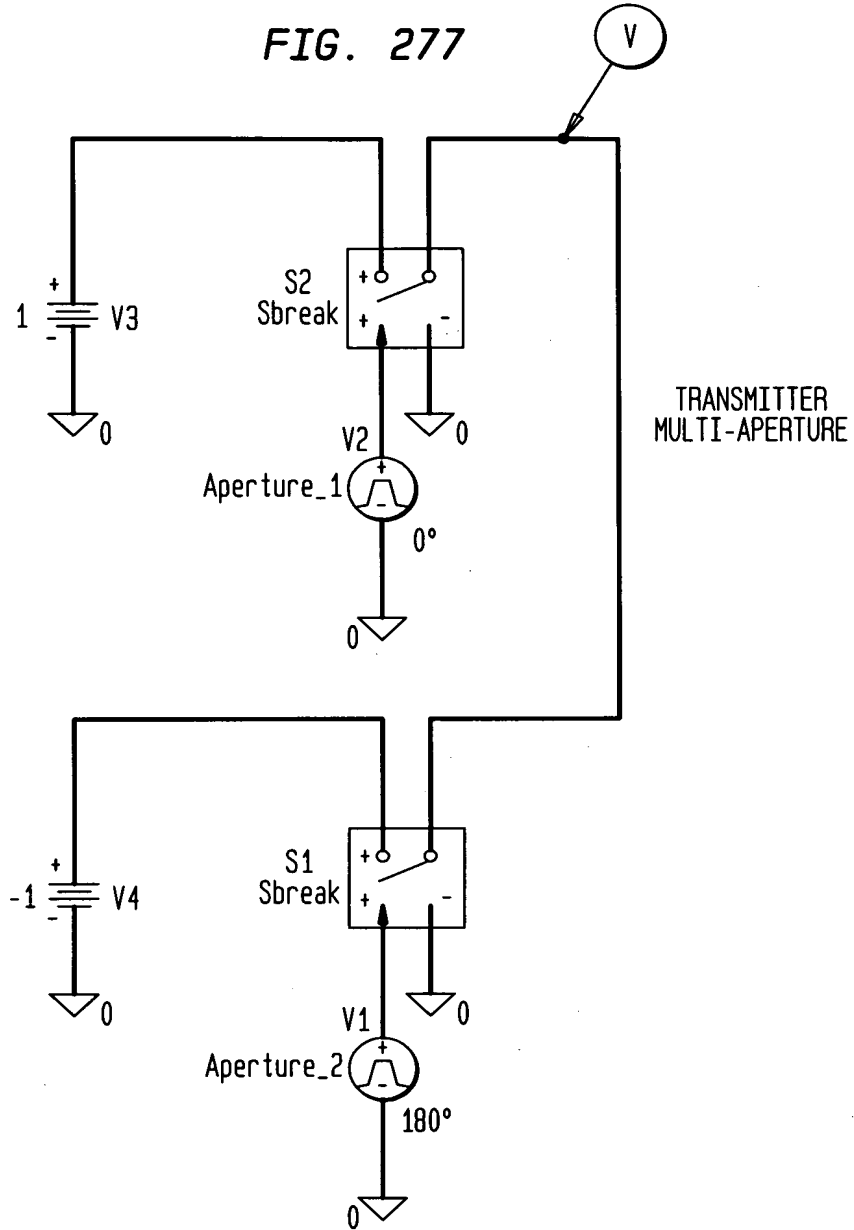 FIG. 277
V
S2
Sbreak
+
+
-
+
1
V3
-
0
0
TRANSMITTER
MULTI-APERTURE
V2
Aperture_1
+
-
0°
0
S1
Sbreak
+
+
-
+
-1
V4
-
0
0
V1
Aperture_2
+
-
180°
0